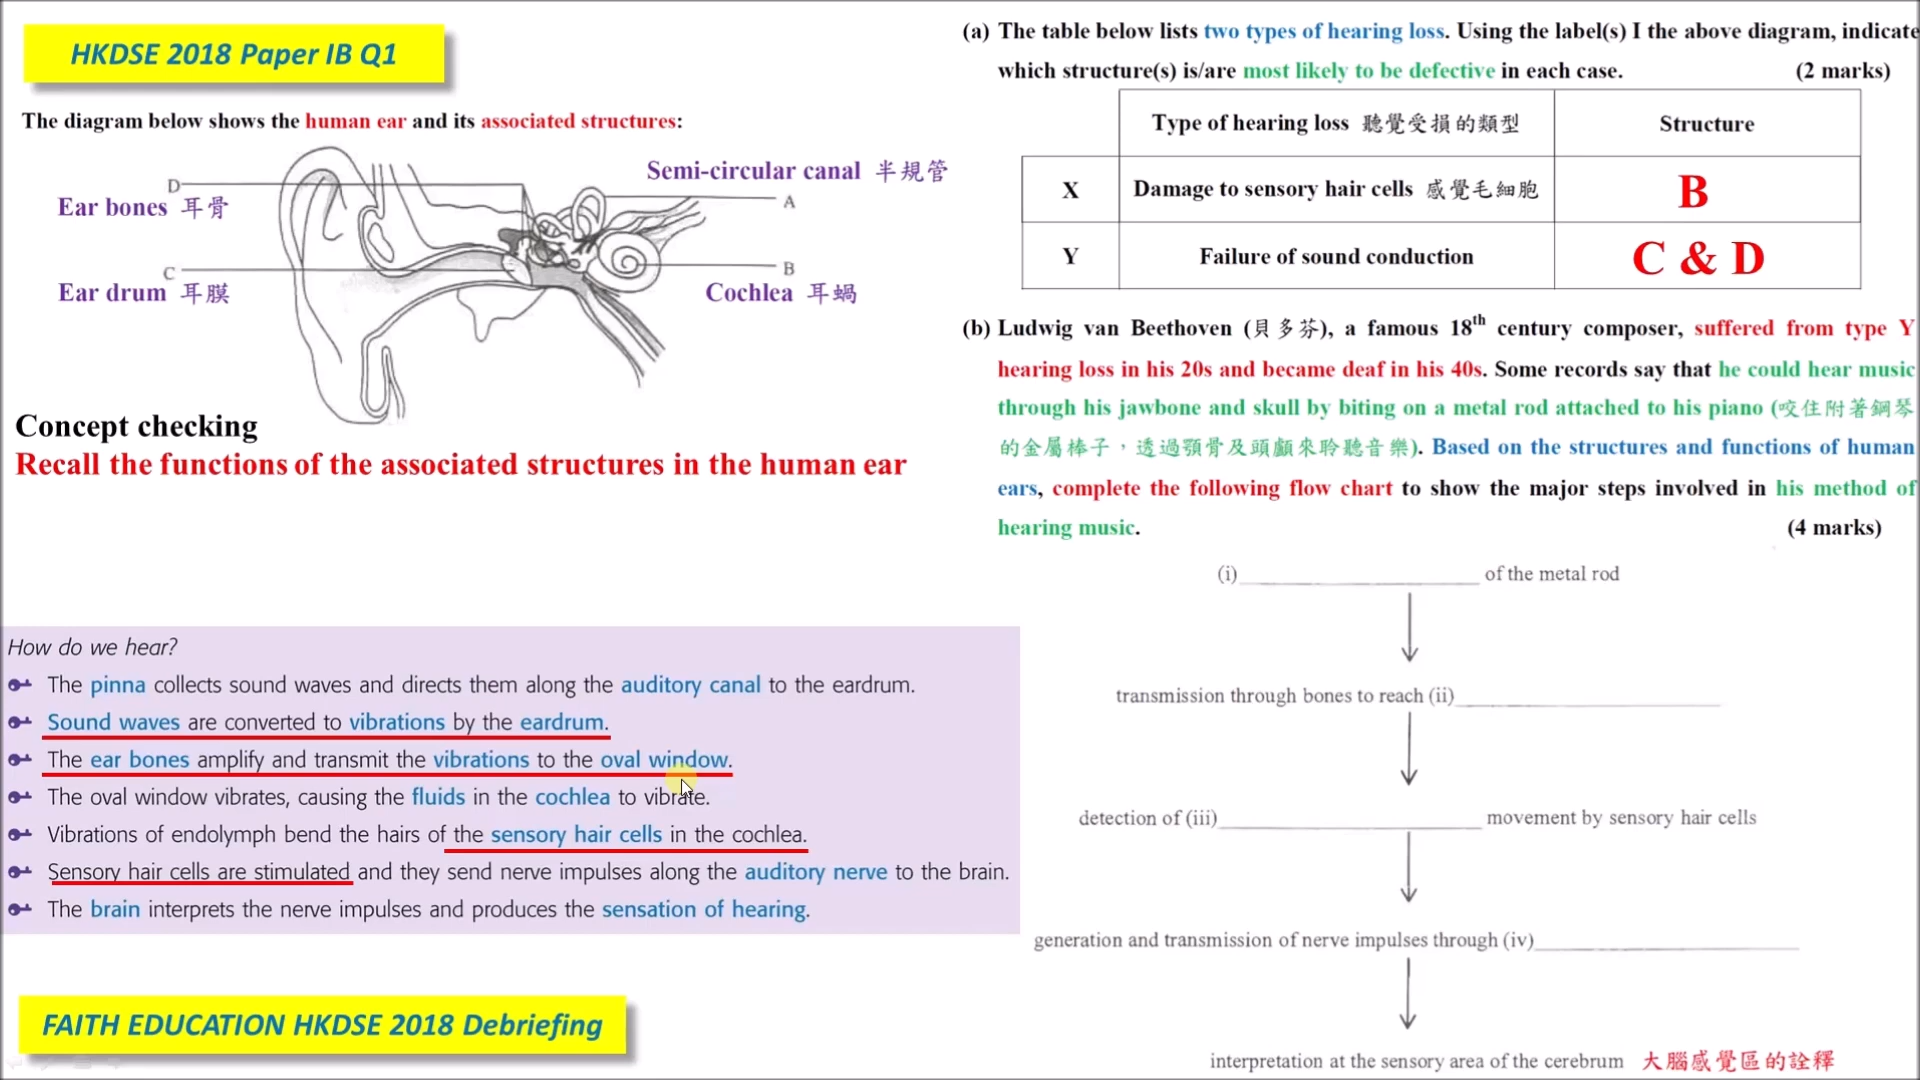 HKDSE 2018 Paper IB Q1
The diagram below shows the human ear and its associated structures:
Semi-circular canal 半規管
D
A
Ear bones 耳骨
C
B
Ear drum 耳膜
Cochlea 耳蝸
Concept checking
Recall the functions of the associated structures in the human ear
How do we hear?
The pinna collects sound waves and directs them along the auditory canal to the eardrum.
Sound waves are converted to vibrations by the eardrum.
The ear bones amplify and transmit the vibrations to the oval window.
The oval window vibrates, causing the fluids in the cochlea to vibrate.
Vibrations of endolymph bend the hairs of the sensory hair cells in the cochlea.
Sensory hair cells are stimulated and they send nerve impulses along the auditory nerve to the brain.
The brain interprets the nerve impulses and produces the sensation of hearing.
FAITH EDUCATION HKDSE 2018 Debriefing
(a) The table below lists two types of hearing loss. Using the label(s) I the above diagram, indicate
which structure(s) is/are most likely to be defective in each case. (2 marks)
Type of hearing loss 聽覺受損的類型 Structure
X Damage to sensory hair cells 感覺毛細胞 B
Y Failure of sound conduction C & D
(b) Ludwig van Beethoven (貝多芬), a famous 18th century composer, suffered from type Y
hearing loss in his 20s and became deaf in his 40s. Some records say that he could hear music
through his jawbone and skull by biting on a metal rod attached to his piano (咬住附著鋼琴
的金屬棒子，透過顎骨及頭顱來聆聽音樂). Based on the structures and functions of human
ears, complete the following flow chart to show the major steps involved in his method of
hearing music. (4 marks)
(i)____________ of the metal rod
transmission through bones to reach (ii)____________
detection of (iii)____________ movement by sensory hair cells
generation and transmission of nerve impulses through (iv)____________
interpretation at the sensory area of the cerebrum 大腦感覺區的詮釋